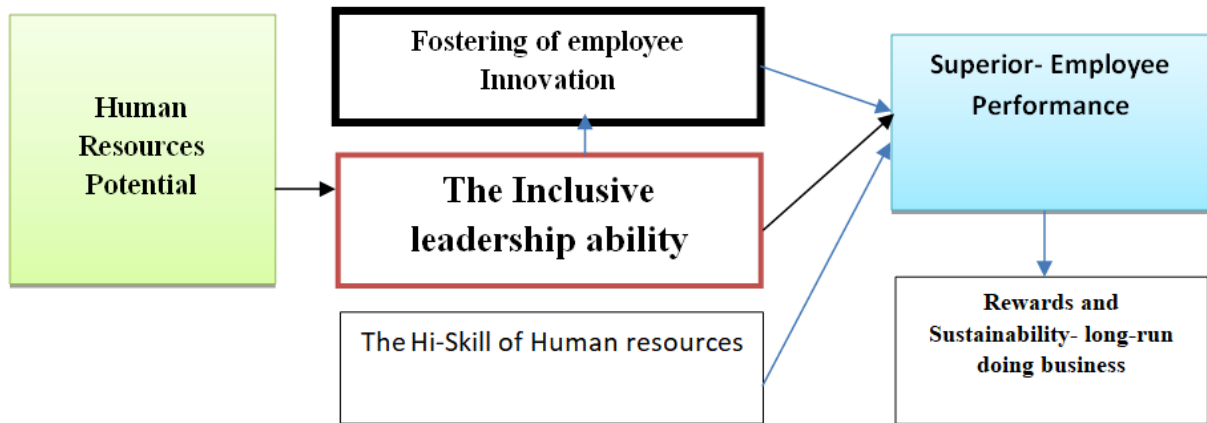 Human
Resources
Potential
Fostering of employee
Innovation
The Inclusive
leadership ability
The Hi-Skill of Human resources
Superior- Employee
Performance
Rewards and
Sustainability- long-run
doing business